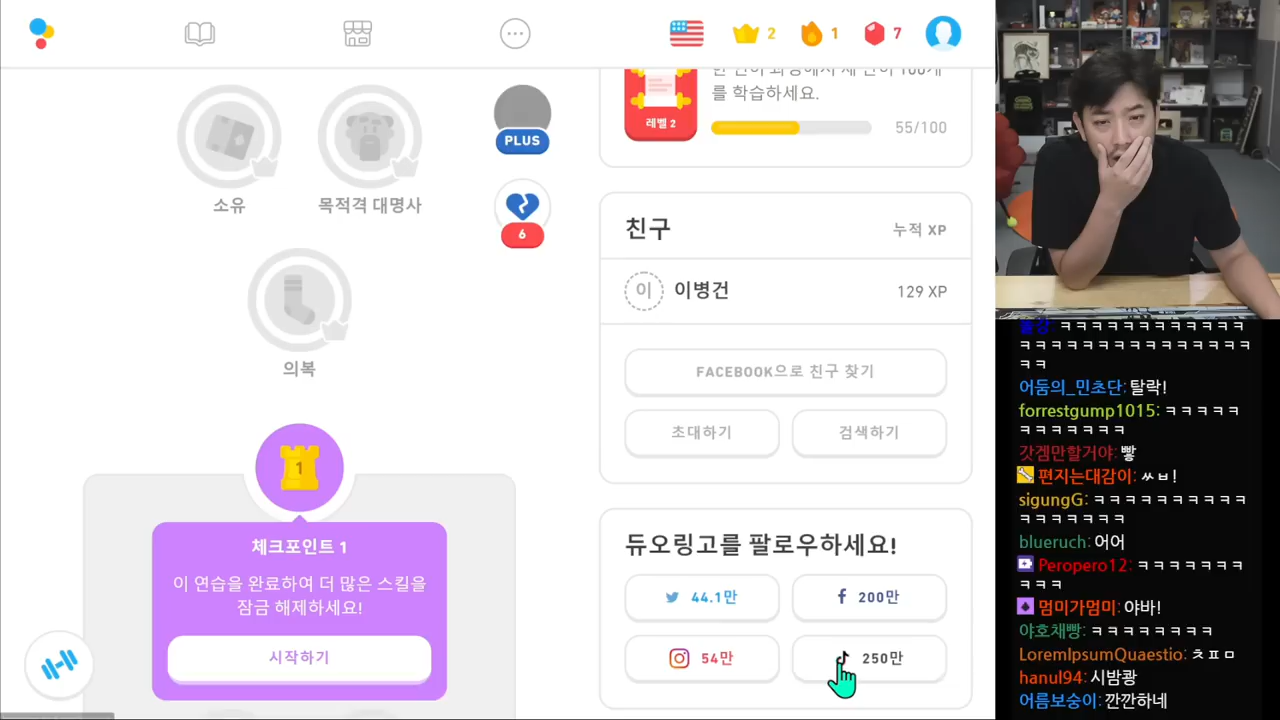 2
1
7
한 언어 과정에서 새 단어 100개
를 학습하세요.
레벨 2
55/100
PLUS
소유
목적격 대명사
6
친구
누적 XP
이
이병건
129 XP
의복
FACEBOOK으로 친구 찾기
초대하기
검색하기
1
체크포인트 1
이 연습을 완료하여 더 많은 스킬을
잠금 해제하세요!
시작하기
듀오링고를 팔로우하세요!
44.1만
200만
54만
250만
ㅋㅋㅋㅋㅋㅋㅋㅋㅋㅋㅋㅋ
ㅋㅋㅋㅋㅋㅋㅋㅋㅋㅋㅋㅋㅋㅋㅋ
ㅋㅋ
어둠의_민초단: 탈락!
forrestgump1015: ㅋㅋㅋㅋㅋ
ㅋㅋㅋㅋㅋㅋㅋ
갓겜만할거야: 빻
편지는대감이: ㅆㅂ!
sigungG: ㅋㅋㅋㅋㅋㅋㅋㅋㅋㅋ
ㅋㅋㅋㅋㅋㅋㅋ
blueruch: 어어
Peropero12: ㅋㅋㅋㅋㅋㅋㅋ
ㅋㅋㅋ
멈미가멈미: 야바!
야호채빵: ㅋㅋㅋㅋㅋㅋㅋㅋ
LoremIpsumQuaestio: ㅊㅍㅁ
hanul94: 시밤쾅
어름보숭이: 깐깐하네